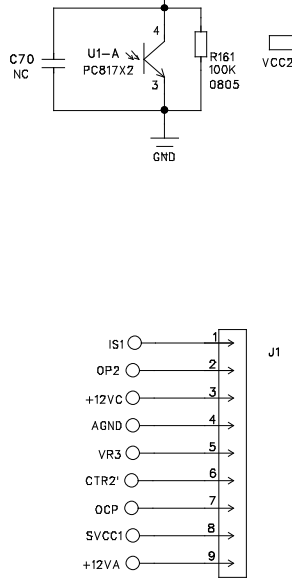 4
C70
NC
U1-A
PC817X2
3
R161
100K
0805
VCC2
GND
J1
IS1 1
OP2 2
+12VC 3
AGND 4
VR3 5
CTR2' 6
OCP 7
SVCC1 8
+12VA 9